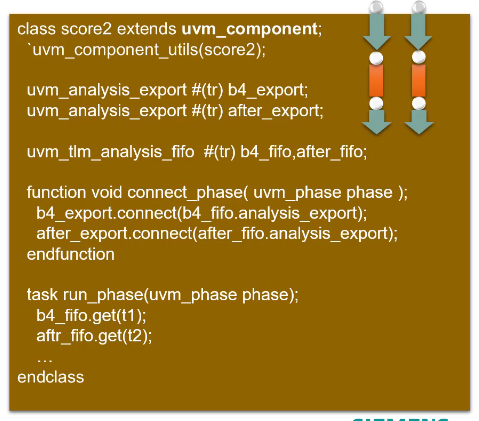 class score2 extends uvm_component;
`uvm_component_utils(score2);
uvm_analysis_export #(tr) b4_export;
uvm_analysis_export #(tr) after_export;
uvm_tlm_analysis_fifo #(tr) b4_fifo,after_fifo;
function void connect_phase( uvm_phase phase );
b4_export.connect(b4_fifo.analysis_export);
after_export.connect(after_fifo.analysis_export);
endfunction
task run_phase(uvm_phase phase);
b4_fifo.get(t1);
aftr_fifo.get(t2);
…
endclass